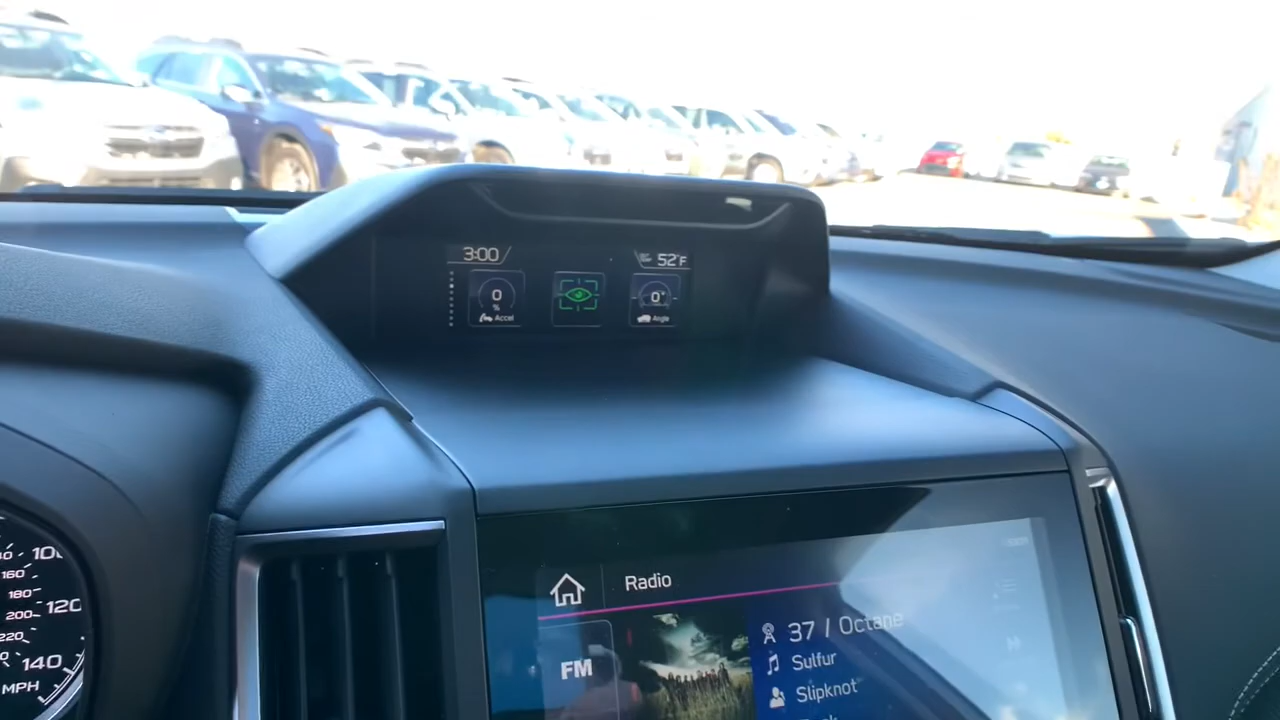 3:00
52°F
0
%
Accel
0°
Angle
100
160
180
120
200
220
140
MPH
Radio
FM
37 / Octane
Sulfur
Slipknot